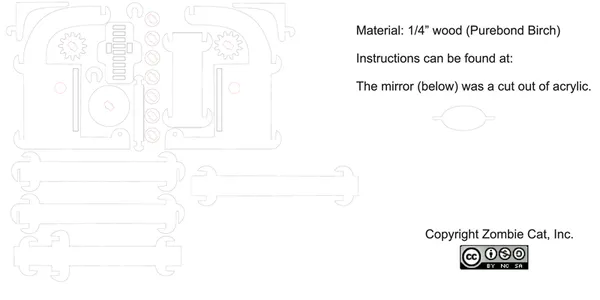 Material: 1/4” wood (Purebond Birch)
Instructions can be found at:
The mirror (below) was a cut out of acrylic.
Copyright Zombie Cat, Inc.
cc
BY NC SA